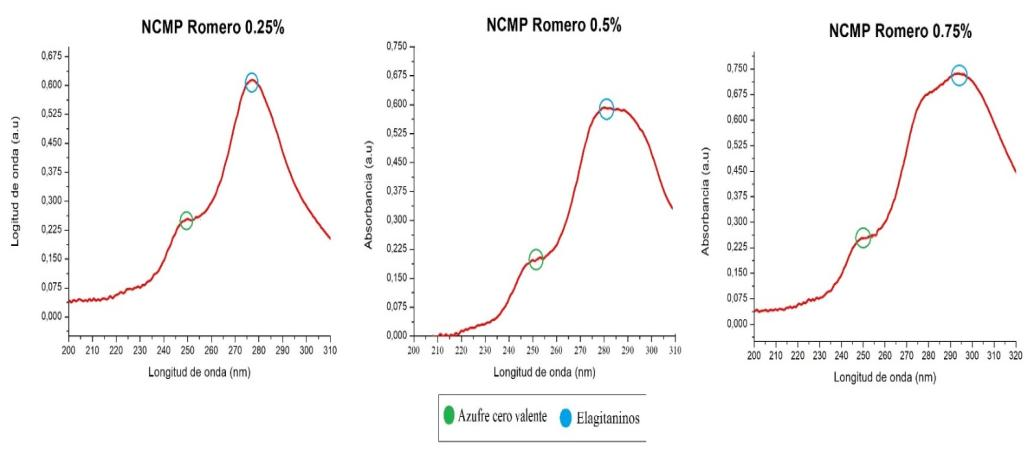 NCMP Romero 0.25%
Logitud de onda (a.u)
0,675
0,600
0,525
0,450
0,375
0,300
0,225
0,150
0,075
0,000
200 210 220 230 240 250 260 270 280 290 300 310
Longitud de onda (nm)
NCMP Romero 0.5%
Absorbancia (a.u)
0,750
0,675
0,600
0,525
0,450
0,375
0,300
0,225
0,150
0,075
0,000
200 210 220 230 240 250 260 270 280 290 300 310
Longitud de onda (nm)
NCMP Romero 0.75%
Absorbancia (a.u)
0,750
0,675
0,600
0,525
0,450
0,375
0,300
0,225
0,150
0,075
0,000
200 210 220 230 240 250 260 270 280 290 300 310 320
Longitud de onda (nm)
Azufre cero valente Elagitaninos